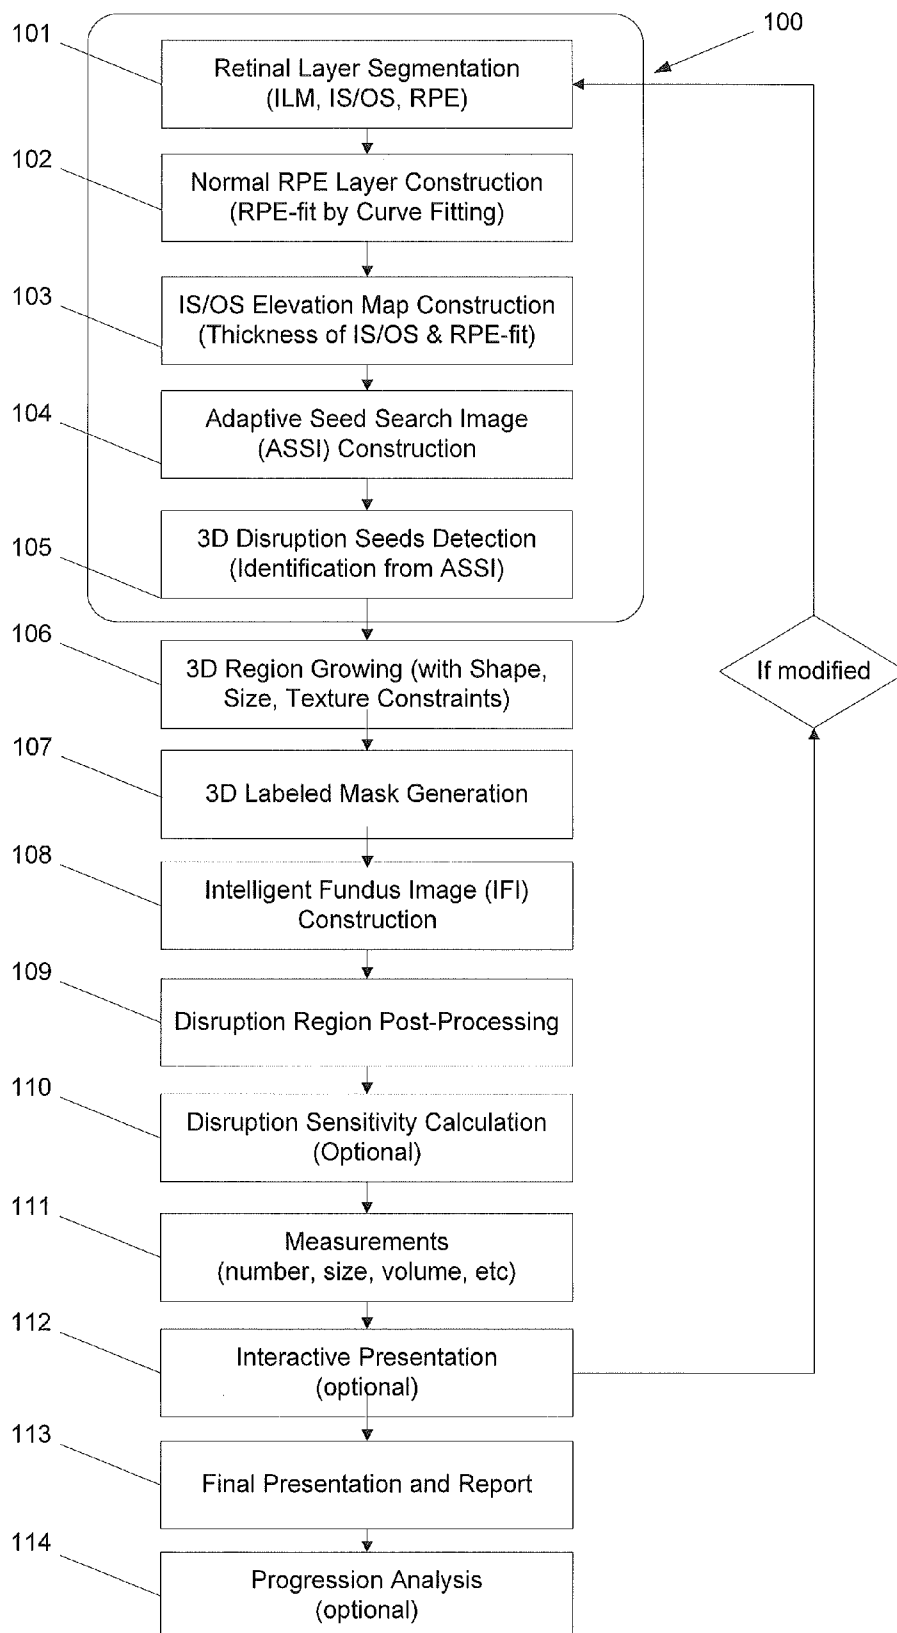 100
101
Retinal Layer Segmentation
(ILM, IS/OS, RPE)
102
Normal RPE Layer Construction
(RPE-fit by Curve Fitting)
103
IS/OS Elevation Map Construction
(Thickness of IS/OS & RPE-fit)
104
Adaptive Seed Search Image
(ASSI) Construction
105
3D Disruption Seeds Detection
(Identification from ASSI)
106
3D Region Growing (with Shape,
Size, Texture Constraints)
If modified
107
3D Labeled Mask Generation
108
Intelligent Fundus Image (IFI)
Construction
109
Disruption Region Post-Processing
110
Disruption Sensitivity Calculation
(Optional)
111
Measurements
(number, size, volume, etc)
112
Interactive Presentation
(optional)
113
Final Presentation and Report
114
Progression Analysis
(optional)